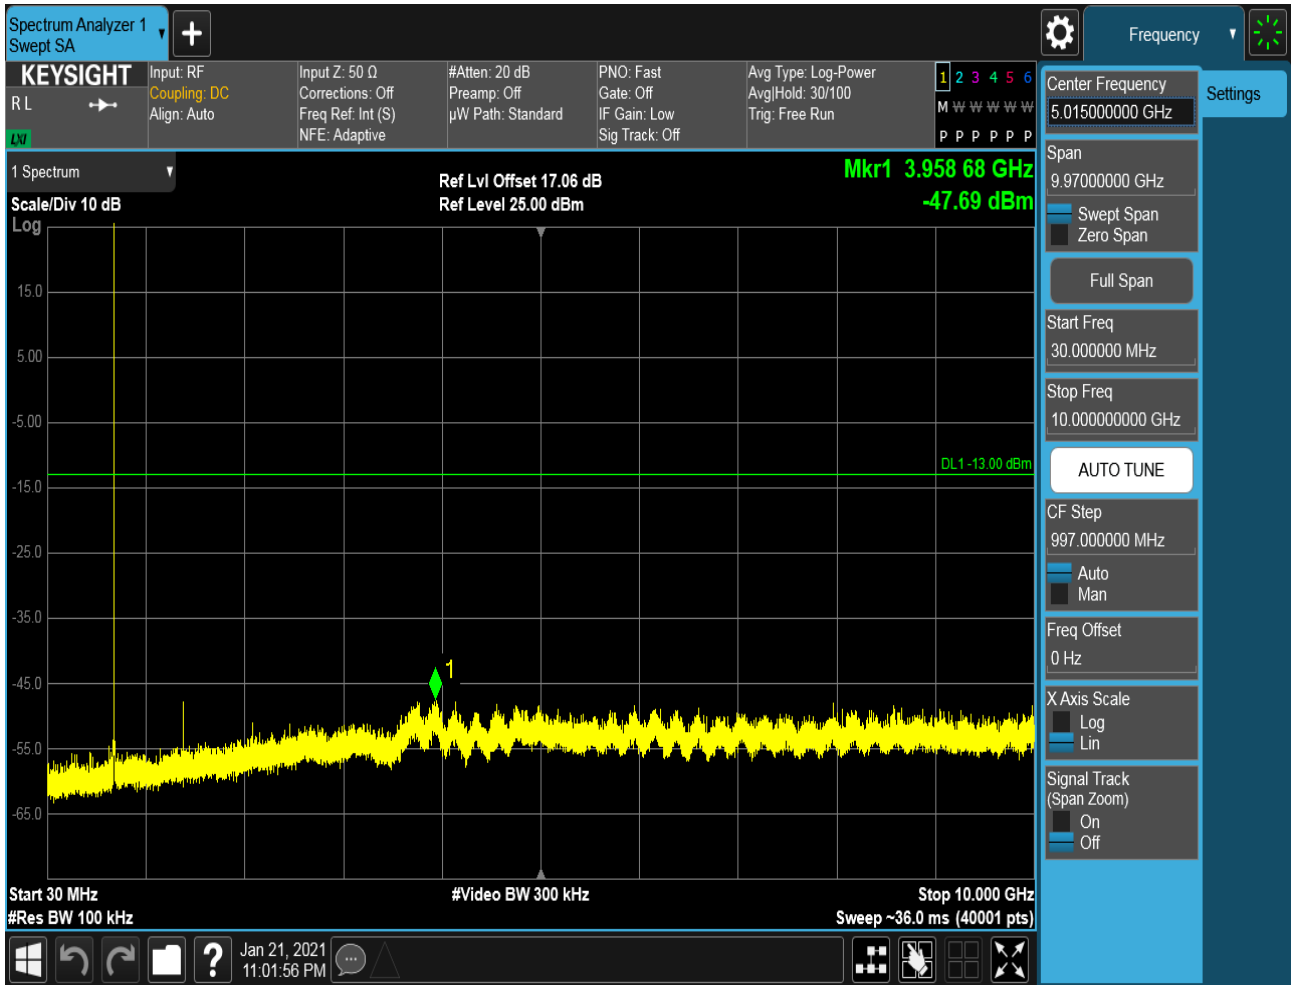 Spectrum Analyzer 1
Swept SA
Frequency
KEYSIGHT
R L
LXI
Input: RF
Coupling: DC
Align: Auto
Input Z: 50 Ω
Corrections: Off
Freq Ref: Int (S)
NFE: Adaptive
#Atten: 20 dB
Preamp: Off
µW Path: Standard
PNO: Fast
Gate: Off
IF Gain: Low
Sig Track: Off
Avg Type: Log-Power
Avg|Hold: 30/100
Trig: Free Run
1 2 3 4 5 6
M W W W W W
P P P P P P
1 Spectrum
Scale/Div 10 dB
Log
Ref Lvl Offset 17.06 dB
Ref Level 25.00 dBm
Mkr1 3.958 68 GHz
-47.69 dBm
15.0
5.00
-5.00
DL1 -13.00 dBm
-15.0
-25.0
-35.0
1
-45.0
-55.0
-65.0
Start 30 MHz
#Res BW 100 kHz
#Video BW 300 kHz
Stop 10.000 GHz
Sweep ~36.0 ms (40001 pts)
Center Frequency
5.015000000 GHz
Settings
Span
9.97000000 GHz
Swept Span
Zero Span
Full Span
Start Freq
30.000000 MHz
Stop Freq
10.000000000 GHz
AUTO TUNE
CF Step
997.000000 MHz
Auto
Man
Freq Offset
0 Hz
X Axis Scale
Log
Lin
Signal Track
(Span Zoom)
On
Off
?
Jan 21, 2021
11:01:56 PM